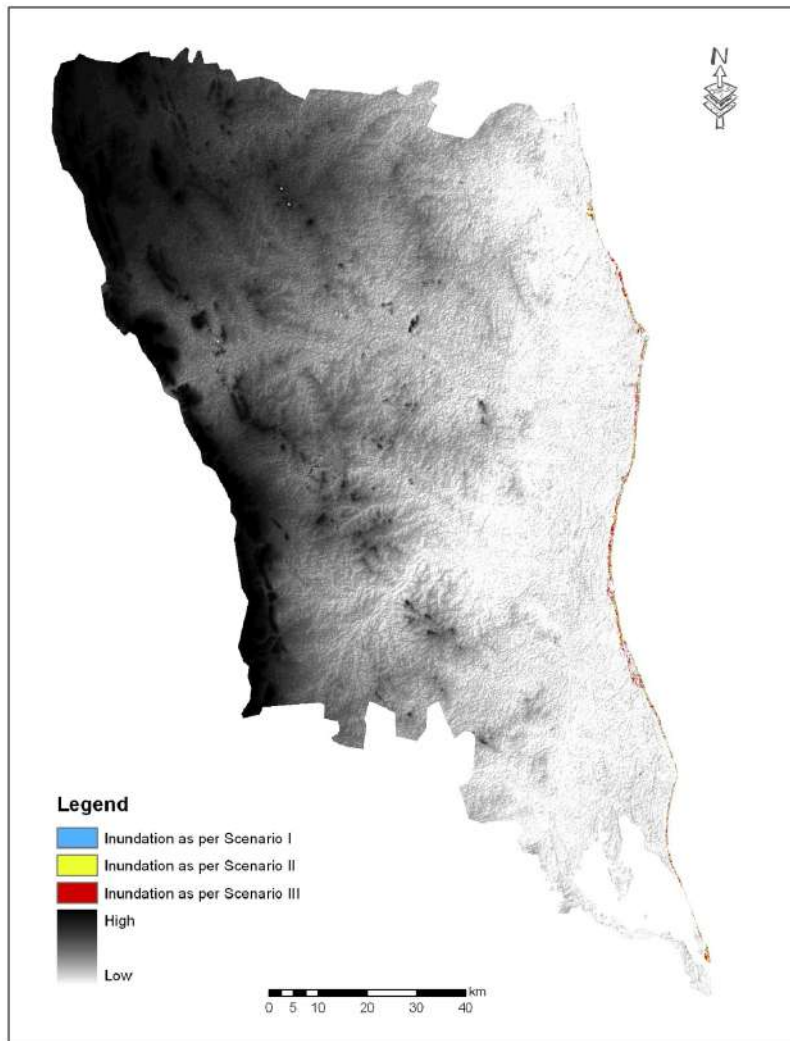 N
Legend
Inundation as per Scenario I
Inundation as per Scenario II
Inundation as per Scenario III
High
Low
km
0 5 10 20 30 40